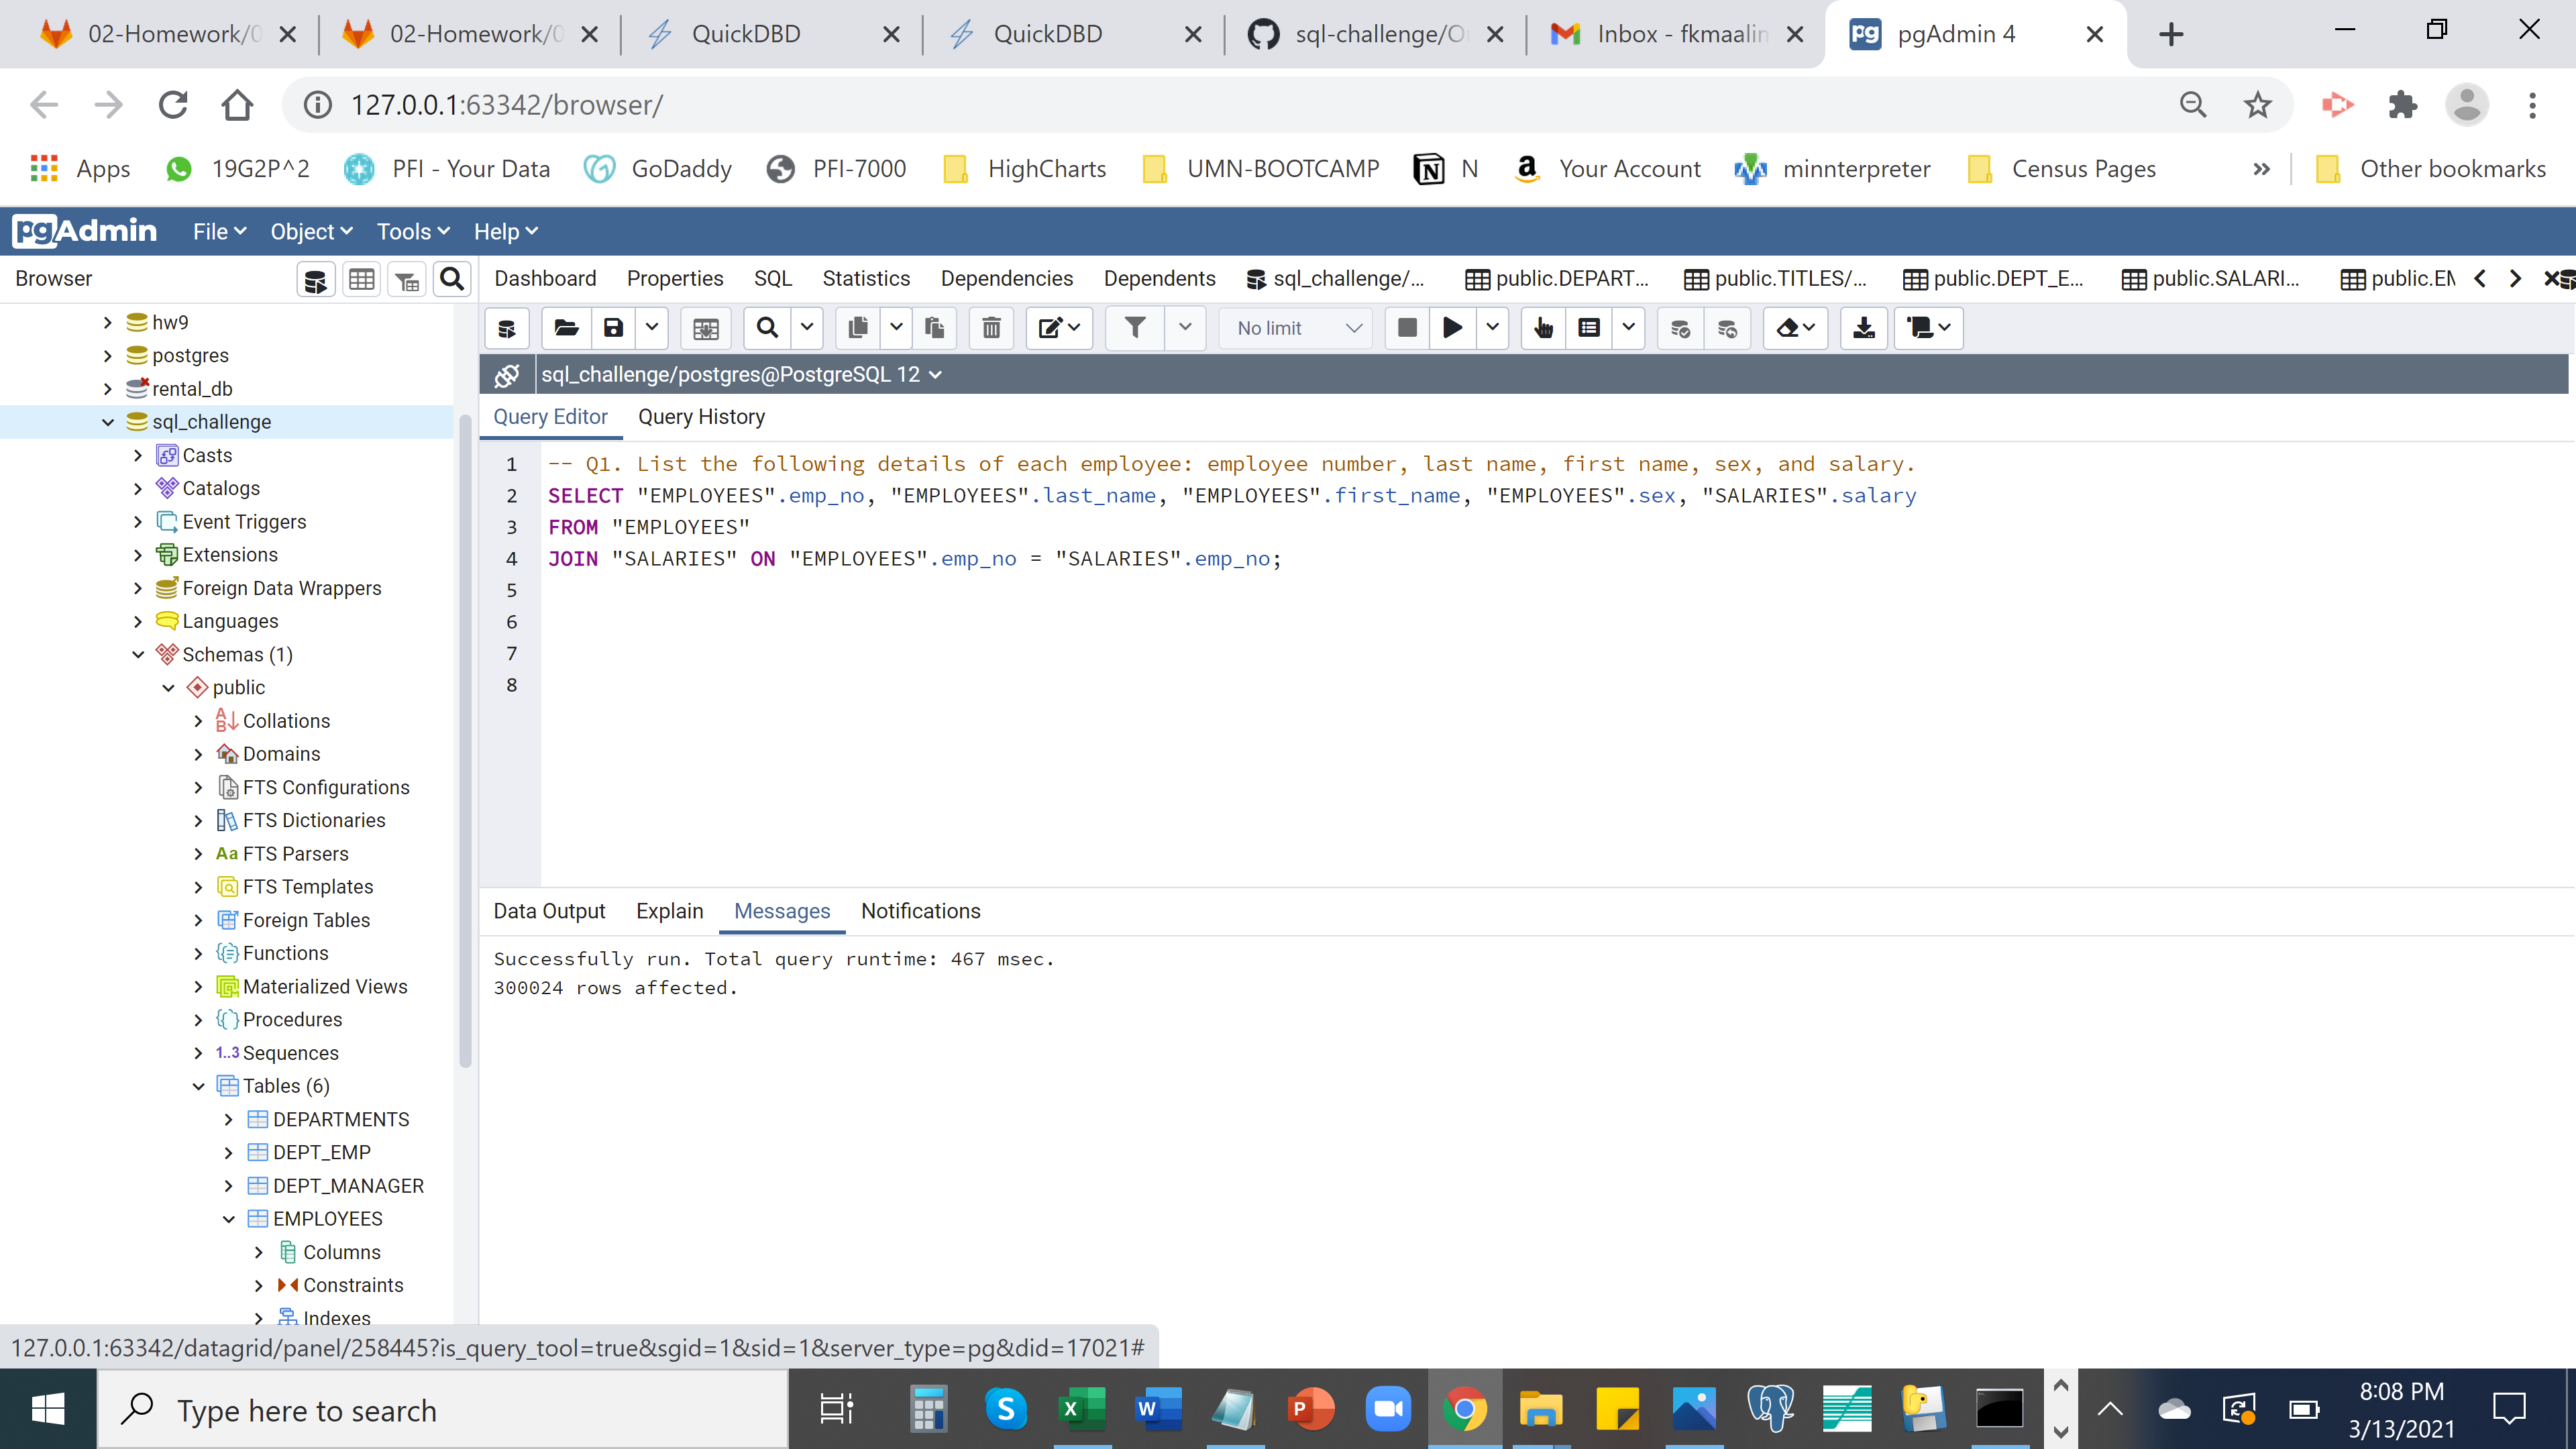 02-Homework/0
02-Homework/0
QuickDBD
QuickDBD
sql-challenge/O
Inbox - fkmaalin
pgAdmin 4
127.0.0.1:63342/browser/
Apps
19G2P^2
PFI - Your Data
GoDaddy
PFI-7000
HighCharts
UMN-BOOTCAMP
N
Your Account
minnterpreter
Census Pages
Other bookmarks
pgAdmin
File
Object
Tools
Help
Browser
Dashboard
Properties
SQL
Statistics
Dependencies
Dependents
sql_challenge/...
public.DEPART...
public.TITLES/...
public.DEPT_E...
public.SALARI...
public.EM
No limit
sql_challenge/postgres@PostgreSQL 12
Query Editor
Query History
1 -- Q1. List the following details of each employee: employee number, last name, first name, sex, and salary.
2 SELECT "EMPLOYEES".emp_no, "EMPLOYEES".last_name, "EMPLOYEES".first_name, "EMPLOYEES".sex, "SALARIES".salary
3 FROM "EMPLOYEES"
4 JOIN "SALARIES" ON "EMPLOYEES".emp_no = "SALARIES".emp_no;
5
6
7
8
hw9
postgres
rental_db
sql_challenge
Casts
Catalogs
Event Triggers
Extensions
Foreign Data Wrappers
Languages
Schemas (1)
public
Collations
Domains
FTS Configurations
FTS Dictionaries
Aa FTS Parsers
FTS Templates
Foreign Tables
Functions
Materialized Views
Procedures
1..3 Sequences
Tables (6)
DEPARTMENTS
DEPT_EMP
DEPT_MANAGER
EMPLOYEES
Columns
Constraints
Indexes
Data Output
Explain
Messages
Notifications
Successfully run. Total query runtime: 467 msec.
300024 rows affected.
127.0.0.1:63342/datagrid/panel/258445?is_query_tool=true&sgid=1&sid=1&server_type=pg&did=17021#
Type here to search
8:08 PM
3/13/2021